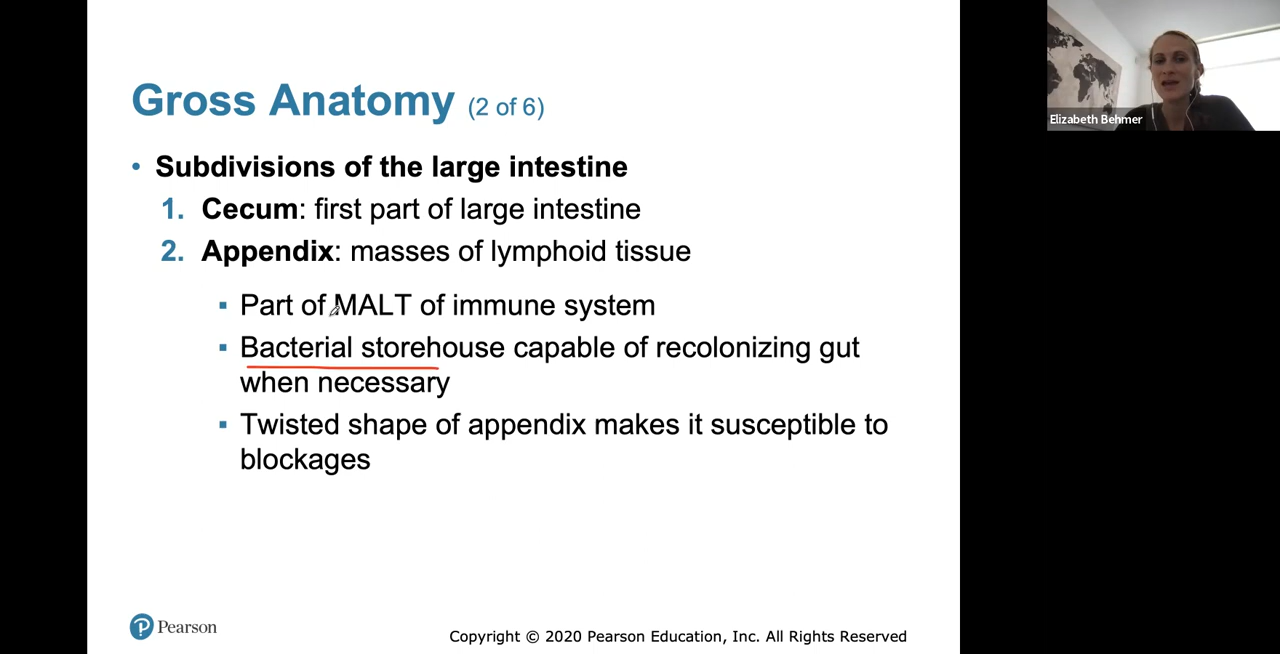 Gross Anatomy (2 of 6)
• Subdivisions of the large intestine
1. Cecum: first part of large intestine
2. Appendix: masses of lymphoid tissue
▪ Part of MALT of immune system
▪ Bacterial storehouse capable of recolonizing gut
when necessary
▪ Twisted shape of appendix makes it susceptible to
blockages
P Pearson
Copyright © 2020 Pearson Education, Inc. All Rights Reserved
Elizabeth Behmer